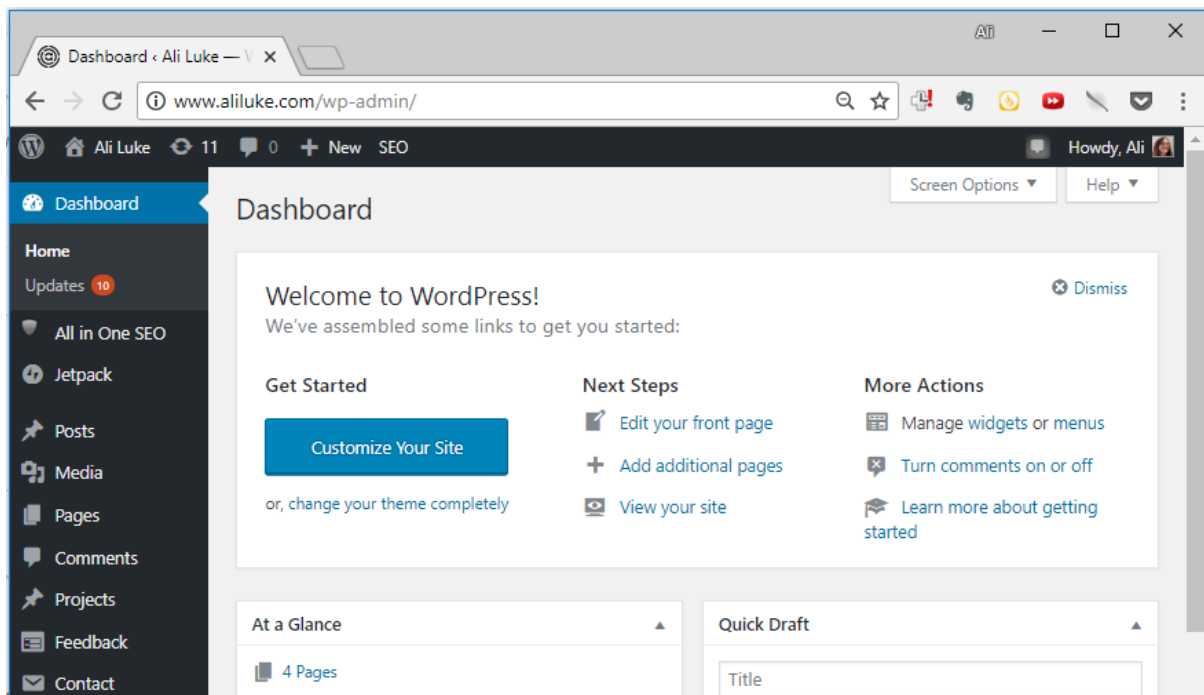 Ali
Dashboard ‹ Ali Luke —
www.aliluke.com/wp-admin/
Ali Luke 11 0 New SEO
Howdy, Ali
Screen Options Help
Dashboard
Dashboard
Home
Updates 10
All in One SEO
Jetpack
Posts
Media
Pages
Comments
Projects
Feedback
Contact
Welcome to WordPress!
Dismiss
We've assembled some links to get you started:
Get Started
Customize Your Site
or, change your theme completely
Next Steps
Edit your front page
Add additional pages
View your site
More Actions
Manage widgets or menus
Turn comments on or off
Learn more about getting
started
At a Glance
4 Pages
Quick Draft
Title